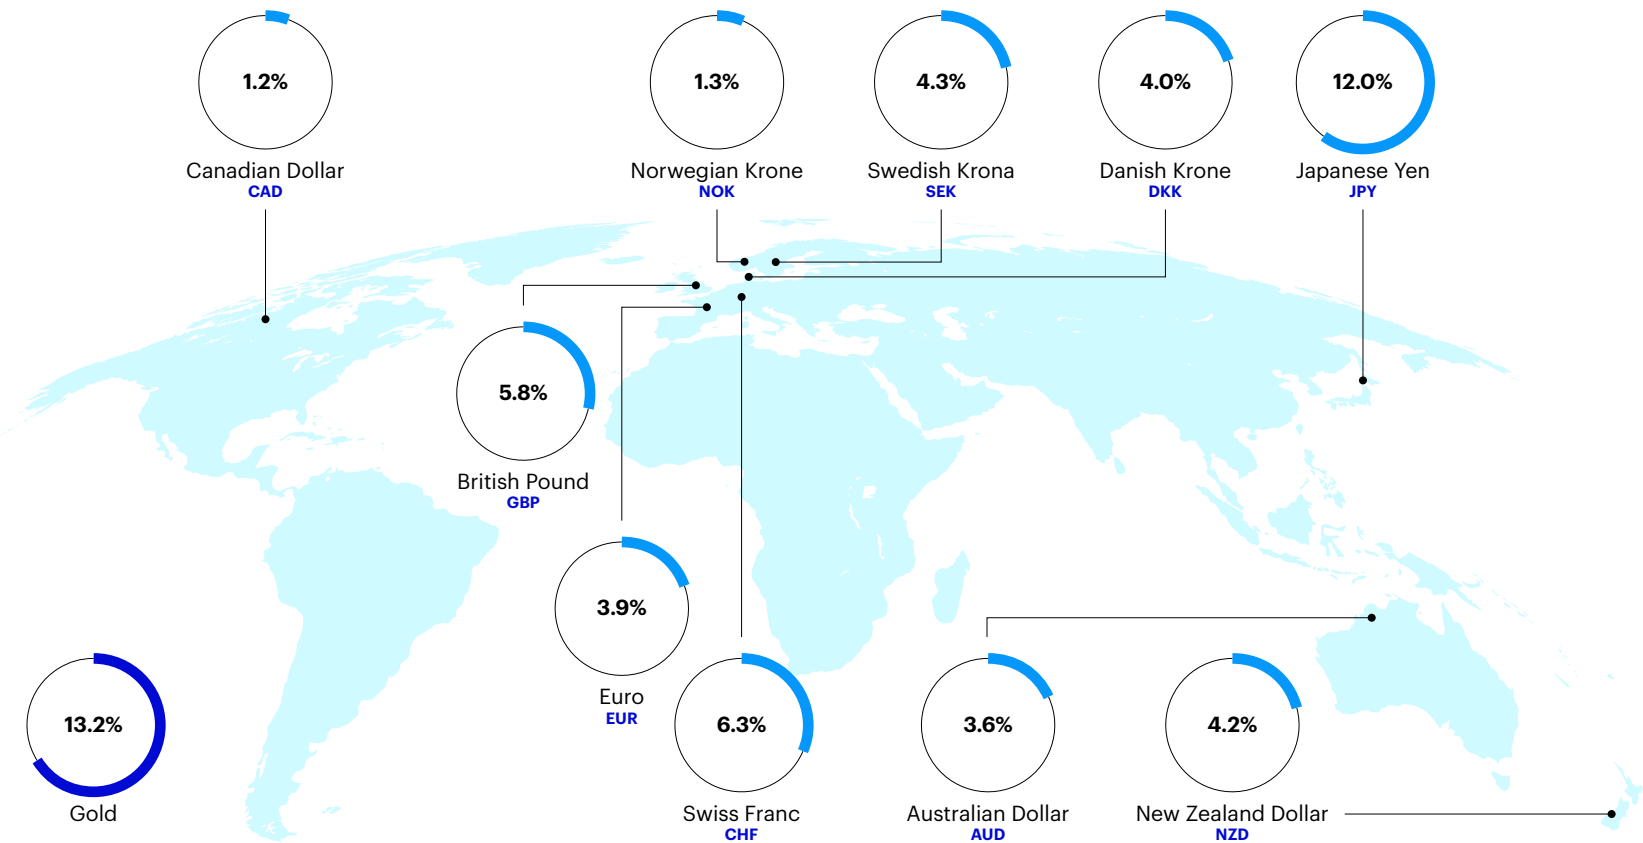 1.2%
Canadian Dollar
CAD
1.3%
Norwegian Krone
NOK
4.3%
Swedish Krona
SEK
4.0%
Danish Krone
DKK
12.0%
Japanese Yen
JPY
5.8%
British Pound
GBP
3.9%
Euro
EUR
13.2%
Gold
6.3%
Swiss Franc
CHF
3.6%
Australian Dollar
AUD
4.2%
New Zealand Dollar
NZD